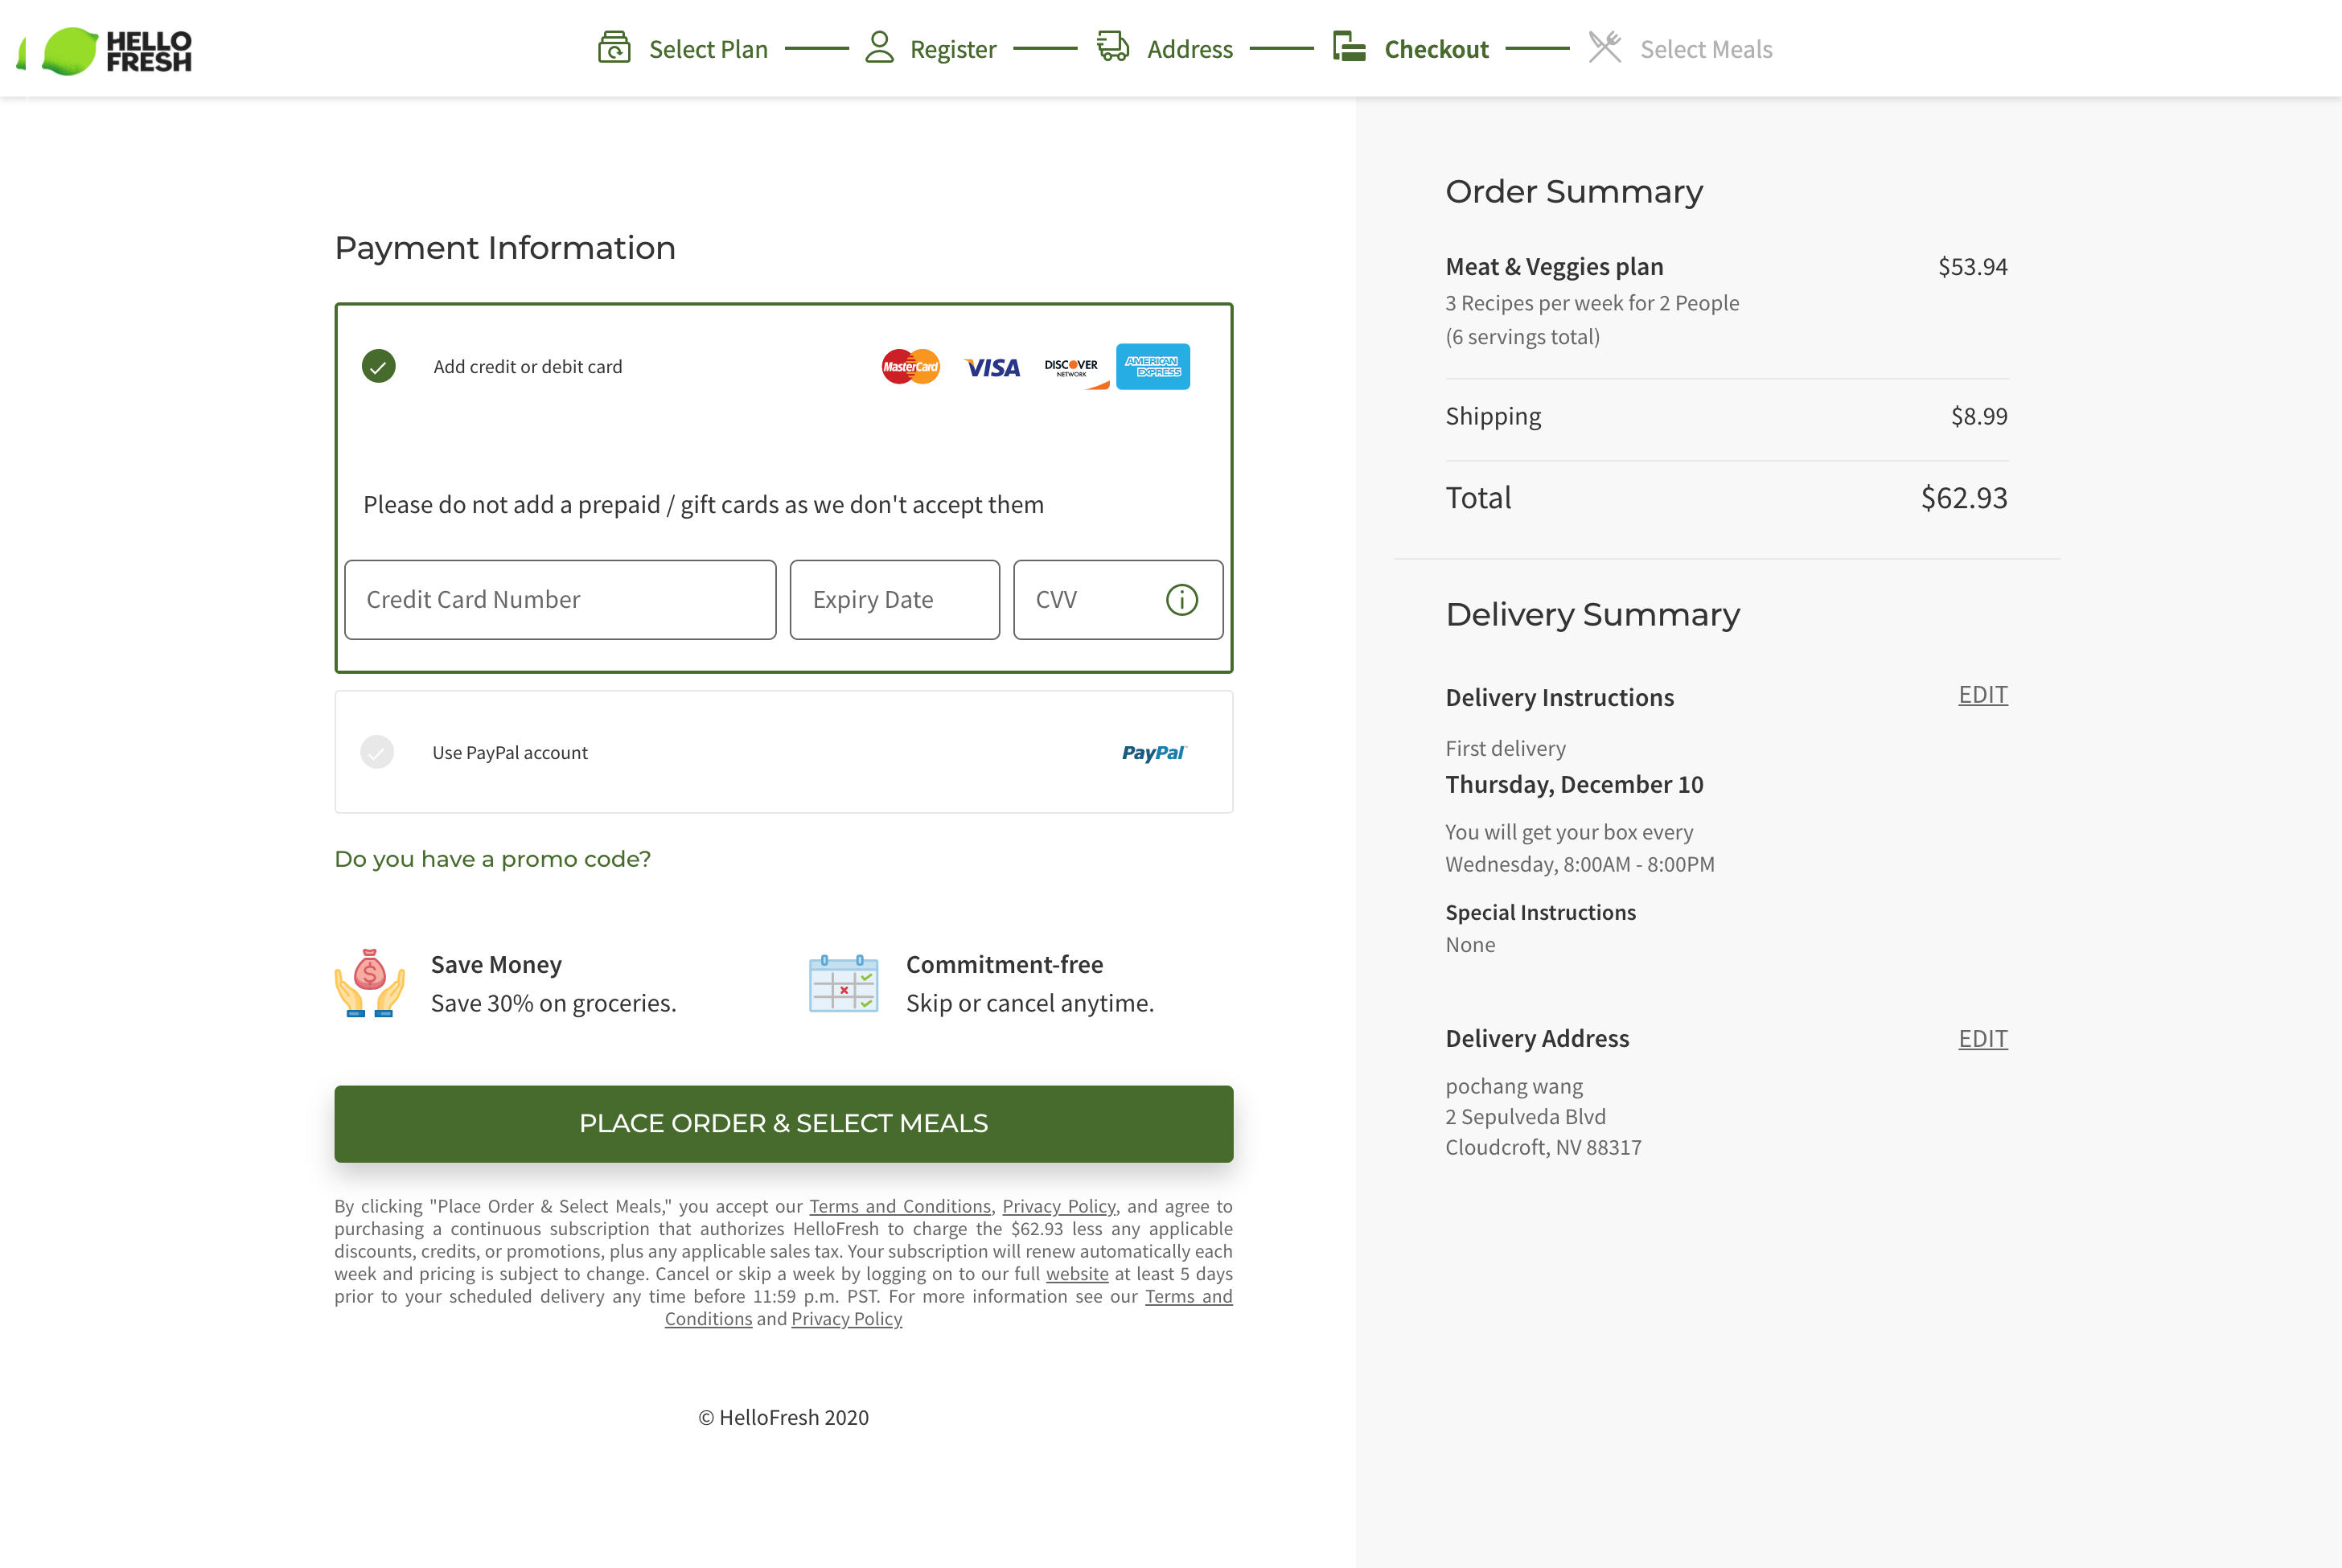 HELLO
FRESH
Select Plan
Register
Address
Checkout
Select Meals
Payment Information
Add credit or debit card
MasterCard
VISA
DISCOVER
NETWORK
AMERICAN
EXPRESS
Please do not add a prepaid / gift cards as we don't accept them
Credit Card Number
Expiry Date
CVV
Use PayPal account
PayPal
Do you have a promo code?
Save Money
Save 30% on groceries.
Commitment-free
Skip or cancel anytime.
PLACE ORDER & SELECT MEALS
By clicking "Place Order & Select Meals," you accept our Terms and Conditions, Privacy Policy, and agree to
purchasing a continuous subscription that authorizes HelloFresh to charge the $62.93 less any applicable
discounts, credits, or promotions, plus any applicable sales tax. Your subscription will renew automatically each
week and pricing is subject to change. Cancel or skip a week by logging on to our full website at least 5 days
prior to your scheduled delivery any time before 11:59 p.m. PST. For more information see our Terms and
Conditions and Privacy Policy
© HelloFresh 2020
Order Summary
Meat & Veggies plan $53.94
3 Recipes per week for 2 People
(6 servings total)
Shipping $8.99
Total $62.93
Delivery Summary
Delivery Instructions EDIT
First delivery
Thursday, December 10
You will get your box every
Wednesday, 8:00AM - 8:00PM
Special Instructions
None
Delivery Address EDIT
pochang wang
2 Sepulveda Blvd
Cloudcroft, NV 88317